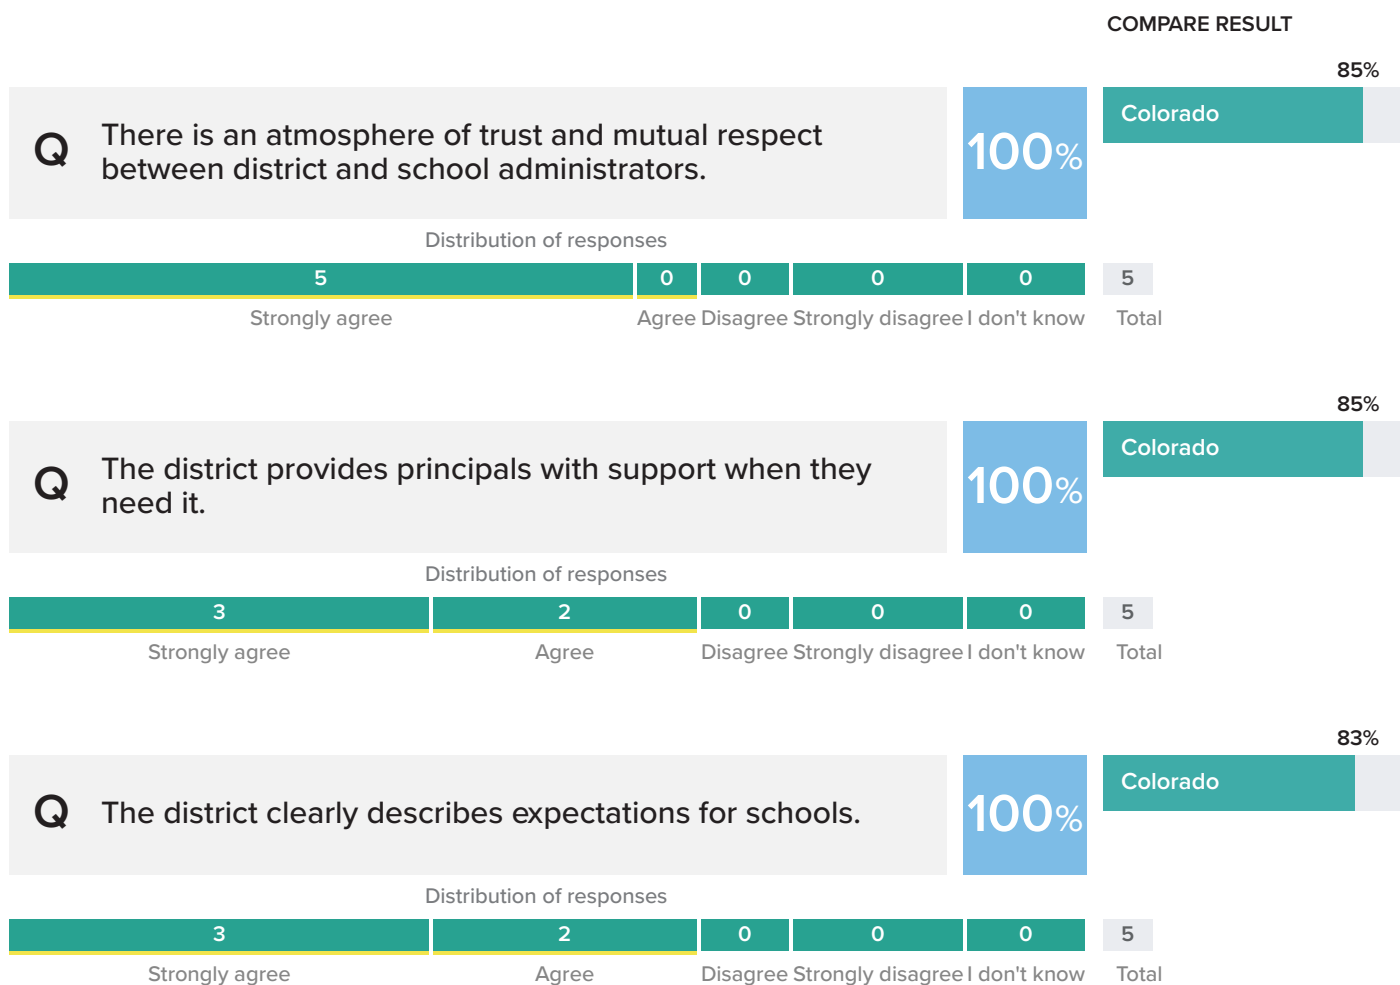 COMPARE RESULT
85%
Q There is an atmosphere of trust and mutual respect
between district and school administrators.
100%
Colorado
Distribution of responses
5 0 0 0 0 5
Strongly agree Agree Disagree Strongly disagree I don't know Total
85%
Q The district provides principals with support when they
need it.
100%
Colorado
Distribution of responses
3 2 0 0 0 5
Strongly agree Agree Disagree Strongly disagree I don't know Total
83%
Q The district clearly describes expectations for schools.
100%
Colorado
Distribution of responses
3 2 0 0 0 5
Strongly agree Agree Disagree Strongly disagree I don't know Total